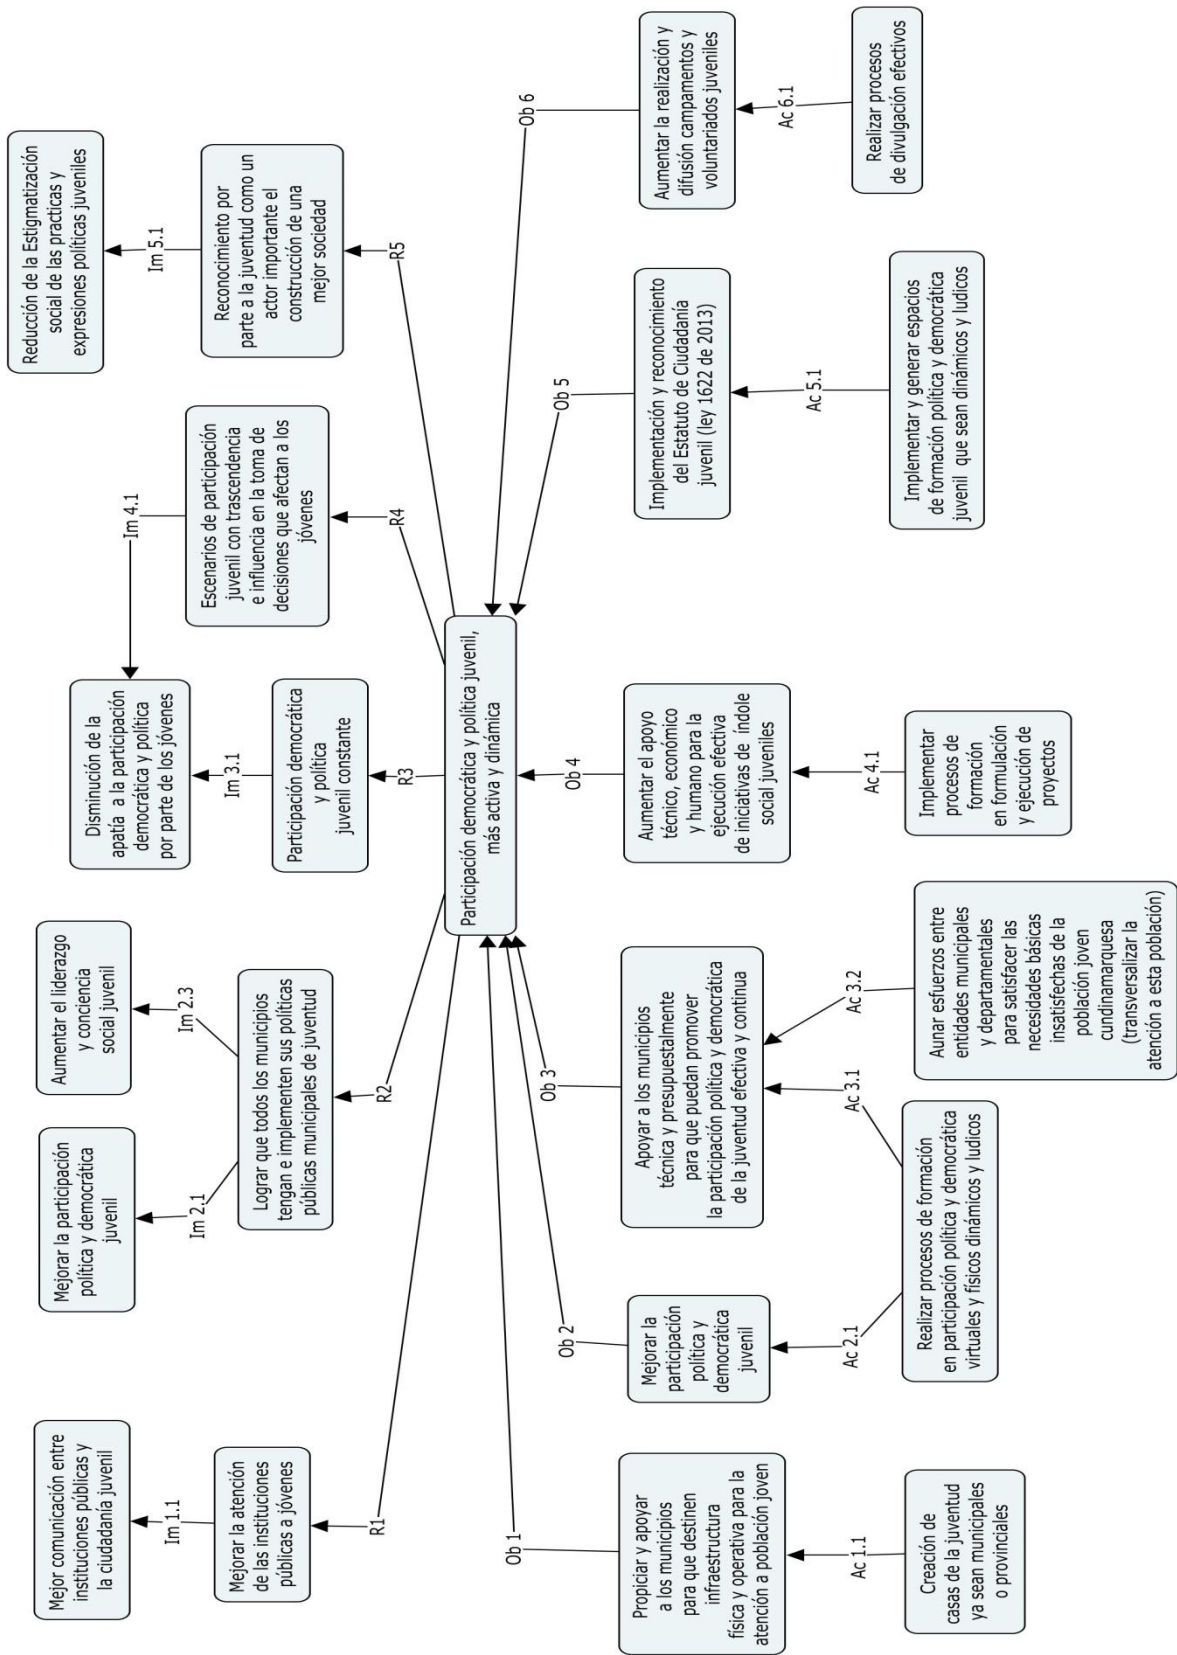 Mejor comunicación entre
instituciones públicas y
la ciudadanía juvenil
Mejorar la participación
política y democrática
juvenil
Aumentar el liderazgo
y conciencia
social juvenil
Disminución de la
apatía a la participación
democrática y política
por parte de los jóvenes
Reducción de la Estigmatización
social de las practicas y
expresiones políticas juveniles
Im 1.1
Im 2.1
Im 2.3
Im 3.1
Im 4.1
Im 5.1
Mejorar la atención
de las instituciones
públicas a jóvenes
Lograr que todos los municipios
tengan e implementen sus políticas
públicas municipales de juventud
Participación democrática
y política
juvenil constante
Escenarios de participación
juvenil con trascendencia
e influencia en la toma de
decisiones que afectan a los
jóvenes
Reconocimiento por
parte a la juventud como un
actor importante el
construcción de una
mejor sociedad
R1
R2
R3
R4
R5
Participación democrática y política juvenil,
más activa y dinámica
Ob 1
Ob 2
Ob 3
Ob 4
Ob 5
Ob 6
Propiciar y apoyar
a los municipios
para que destinen
infraestructura
física y operativa para la
atención a población joven
Mejorar la
participación
política y
democrática
juvenil
Apoyar a los municipios
técnica y presupuestalmente
para que puedan promover
la participación política y democrática
de la juventud efectiva y continua
Aumentar el apoyo
técnico, económico
y humano para la
ejecución efectiva
de iniciativas de índole
social juveniles
Implementación y reconocimiento
del Estatuto de Ciudadanía
juvenil (ley 1622 de 2013)
Aumentar la realización y
difusión campamentos y
voluntariados juveniles
Ac 1.1
Ac 2.1
Ac 3.1
Ac 3.2
Ac 4.1
Ac 5.1
Ac 6.1
Creación de
casas de la juventud
ya sean municipales
o provinciales
Realizar procesos de formación
en participación política y democrática
virtuales y físicos dinámicos y ludicos
Aunar esfuerzos entre
entidades municipales
y departamentales
para satisfacer las
necesidades básicas
insatisfechas de la
población joven
cundinamarquesa
(transversalizar la
atención a esta población)
Implementar
procesos de
formación
en formulación
y ejecución de
proyectos
Implementar y generar espacios
de formación política y democrática
juvenil que sean dinámicos y ludicos
Realizar procesos
de divulgación efectivos